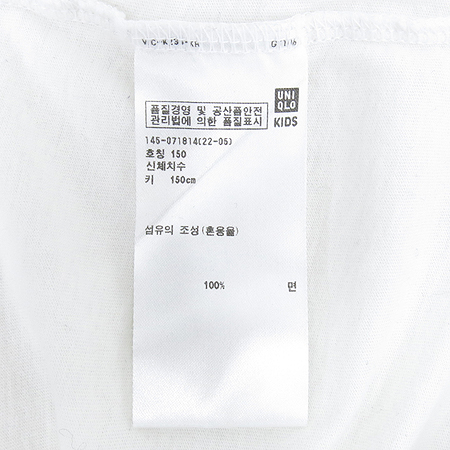 UNI
QLO
KIDS
품질경영 및 공산품안전
관리법에 의한 품질표시
145-071814(22-05)
호칭 150
신체치수
키 150cm
섬유의 조성(혼용율)
100% 면